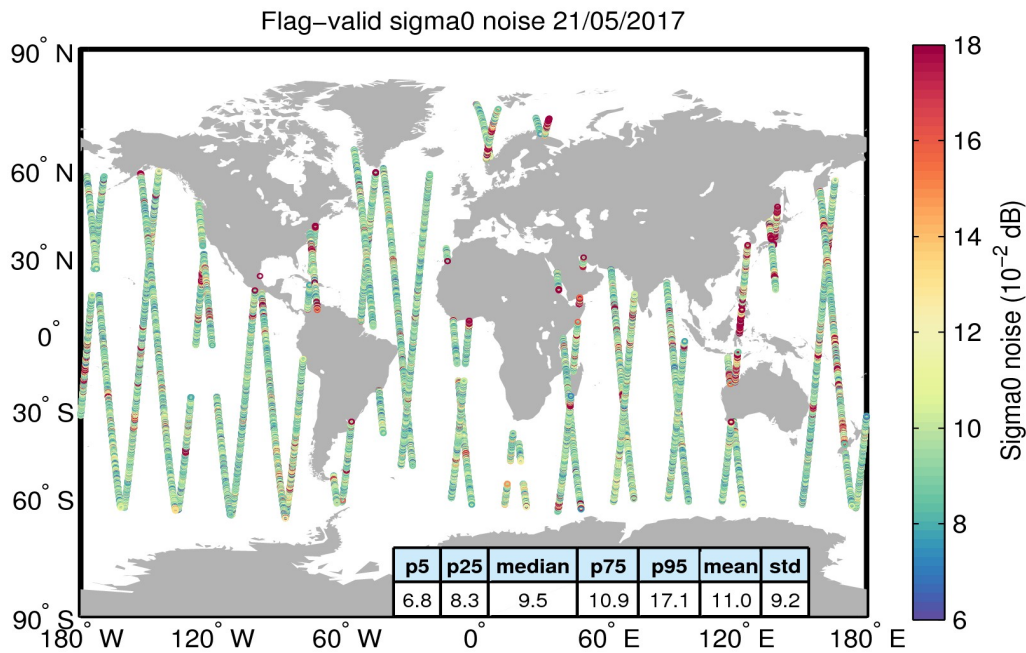 Flag−valid sigma0 noise 21/05/2017
90° N
60° N
30° N
0°
30° S
60° S
90° S
180° W
120° W
60° W
0°
60° E
120° E
180° E
p5 p25 median p75 p95 mean std
6.8 8.3 9.5 10.9 17.1 11.0 9.2
18
16
14
12
10
8
6
Sigma0 noise (10⁻² dB)